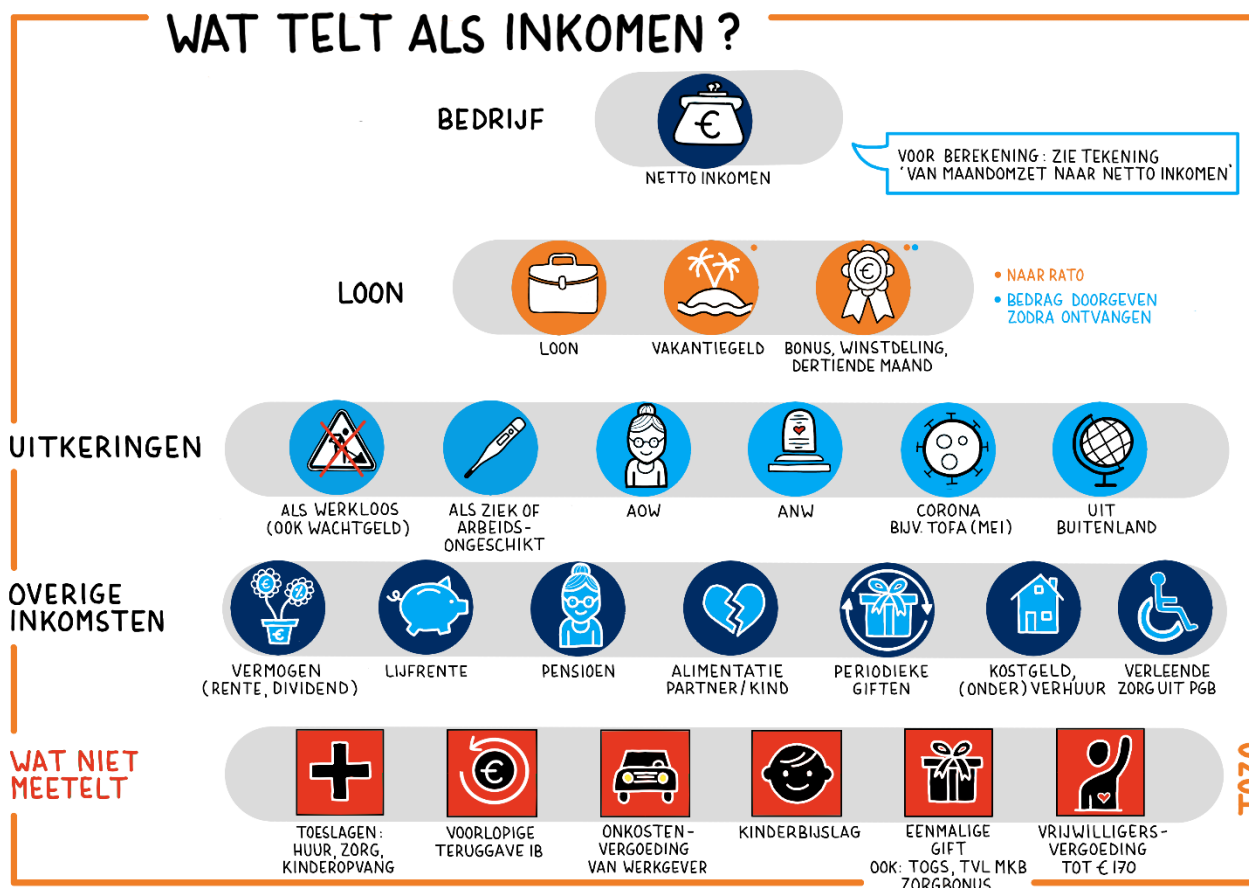 WAT TELT ALS INKOMEN ?
BEDRIJF
€
NETTO INKOMEN
VOOR BEREKENING: ZIE TEKENING
'VAN MAANDOMZET NAAR NETTO INKOMEN'
LOON
€
• NAAR RATO
• BEDRAG DOORGEVEN
ZODRA ONTVANGEN
LOON
VAKANTIEGELD
BONUS, WINSTDELING,
DERTIENDE MAAND
UITKERINGEN
ALS WERKLOOS
(OOK WACHTGELD)
ALS ZIEK OF
ARBEIDS-
ONGESCHIKT
AOW
ANW
CORONA
BIJV. TOFA (MEI)
UIT
BUITENLAND
OVERIGE
INKOMSTEN
€ %
€
VERMOGEN
(RENTE, DIVIDEND)
LIJFRENTE
PENSIOEN
ALIMENTATIE
PARTNER/KIND
PERIODIEKE
GIFTEN
KOSTGELD,
(ONDER) VERHUUR
VERLEENDE
ZORG UIT PGB
WAT NIET
MEETELT
€
TOESLAGEN:
HUUR, ZORG,
KINDEROPVANG
VOORLOPIGE
TERUGGAVE IB
ONKOSTEN-
VERGOEDING
VAN WERKGEVER
KINDERBIJSLAG
EENMALIGE
GIFT
OOK: TOGS, TVL MKB
ZORGBONUS
VRIJWILLIGERS-
VERGOEDING
TOT € 170